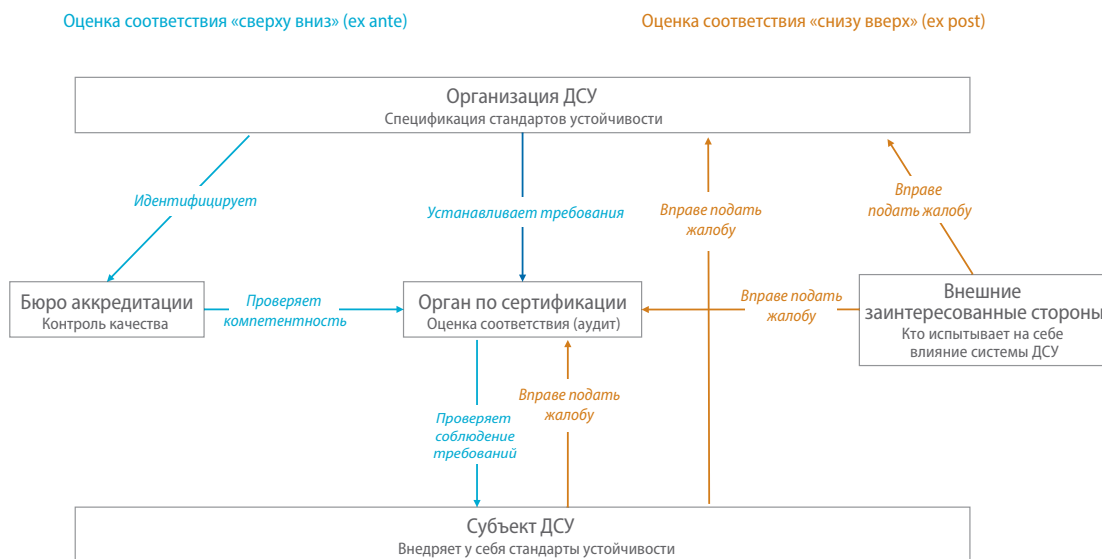 Оценка соответствия «сверху вниз» (ex ante)
Оценка соответствия «снизу вверх» (ex post)
Организация ДСУ
Спецификация стандартов устойчивости
Идентифицирует
Устанавливает требования
Вправе подать
жалобу
Вправе
подать жалобу
Бюро аккредитации
Контроль качества
Проверяет
компетентность
Орган по сертификации
Оценка соответствия (аудит)
Вправе подать
жалобу
Внешние
заинтересованные стороны
Кто испытывает на себе
влияние системы ДСУ
Проверяет
соблюдение
требований
Вправе подать
жалобу
Субъект ДСУ
Внедряет у себя стандарты устойчивости